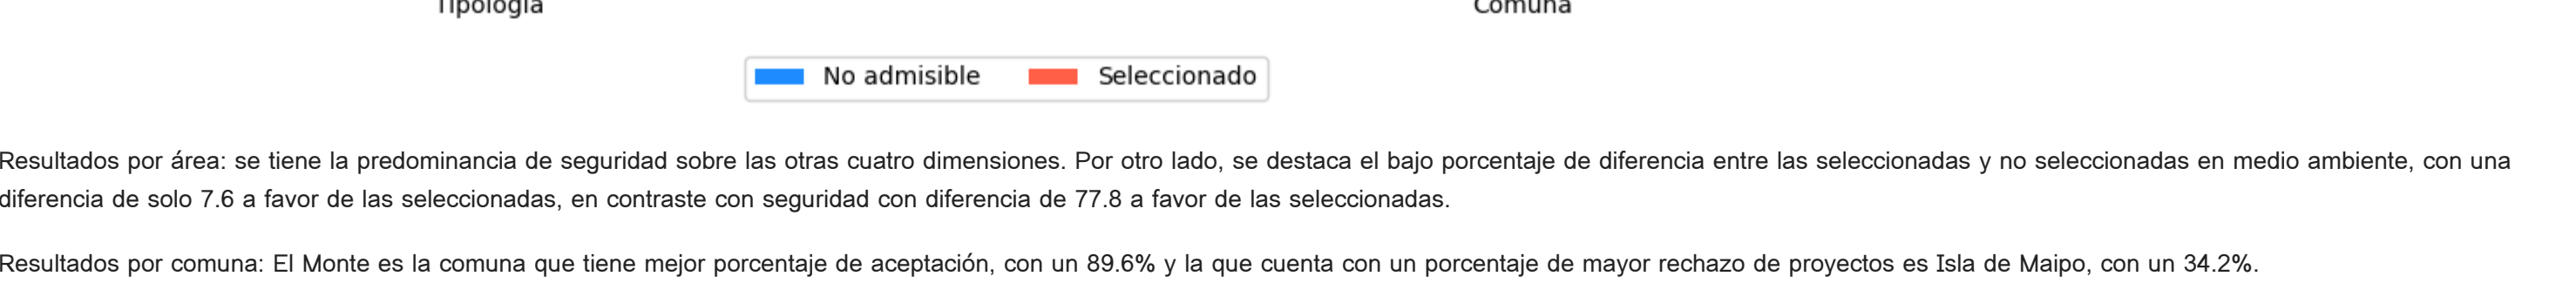 Tipología
Comuna
No admisible
Seleccionado
Resultados por área: se tiene la predominancia de seguridad sobre las otras cuatro dimensiones. Por otro lado, se destaca el bajo porcentaje de diferencia entre las seleccionadas y no seleccionadas en medio ambiente, con una
diferencia de solo 7.6 a favor de las seleccionadas, en contraste con seguridad con diferencia de 77.8 a favor de las seleccionadas.
Resultados por comuna: El Monte es la comuna que tiene mejor porcentaje de aceptación, con un 89.6% y la que cuenta con un porcentaje de mayor rechazo de proyectos es Isla de Maipo, con un 34.2%.